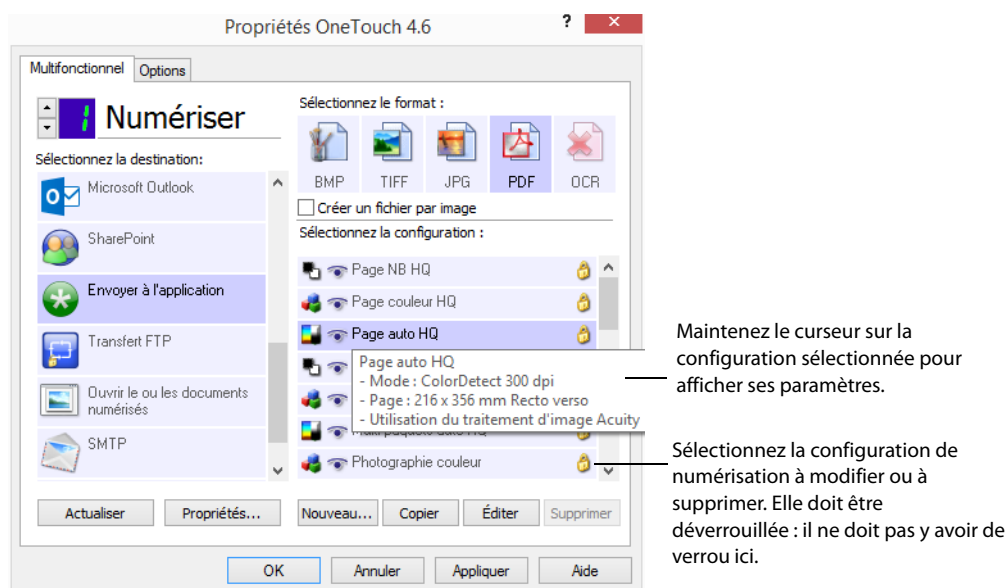 Propriétés OneTouch 4.6
?
×
Multifonctionnel
Options
1
Numériser
Sélectionnez la destination:
Microsoft Outlook
SharePoint
Envoyer à l'application
Transfert FTP
Ouvrir le ou les documents
numérisés
SMTP
Actualiser
Propriétés...
Sélectionnez le format :
BMP
TIFF
JPG
PDF
OCR
Créer un fichier par image
Sélectionnez la configuration :
Page NB HQ
Page couleur HQ
Page auto HQ
Page auto HQ
- Mode : ColorDetect 300 dpi
- Page : 216 x 356 mm Recto verso
- Utilisation du traitement d'image Acuity
Photographie couleur
Nouveau...
Copier
Éditer
Supprimer
OK
Annuler
Appliquer
Aide
Maintenez le curseur sur la
configuration sélectionnée pour
afficher ses paramètres.
Sélectionnez la configuration de
numérisation à modifier ou à
supprimer. Elle doit être
déverrouillée : il ne doit pas y avoir de
verrou ici.